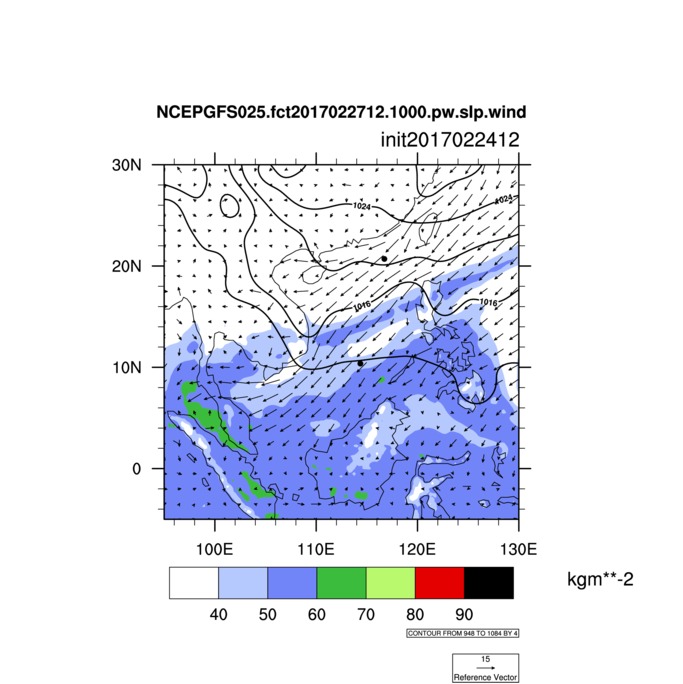 NCEPGFS025.fct2017022712.1000.pw.slp.wind
init2017022412
30N
1024
1024
20N
1016
1016
10N
0
100E 110E 120E 130E
kgm**-2
40 50 60 70 80 90
CONTOUR FROM 948 TO 1084 BY 4
15
Reference Vector